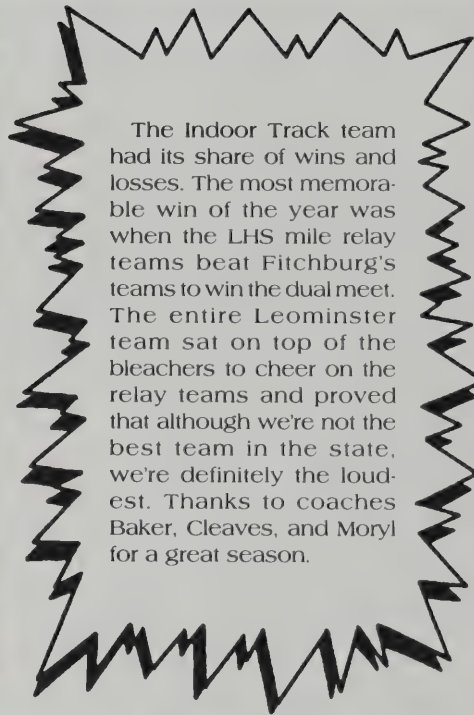 The Indoor Track team
had its share of wins and
losses. The most memora-
ble win of the year was
when the LHS mile relay
teams beat Fitchburg's
teams to win the dual meet.
The entire Leominster
team sat on top of the
bleachers to cheer on the
relay teams and proved
that although we're not the
best team in the state,
we're definitely the loud-
est. Thanks to coaches
Baker, Cleaves, and Moryl
for a great season.